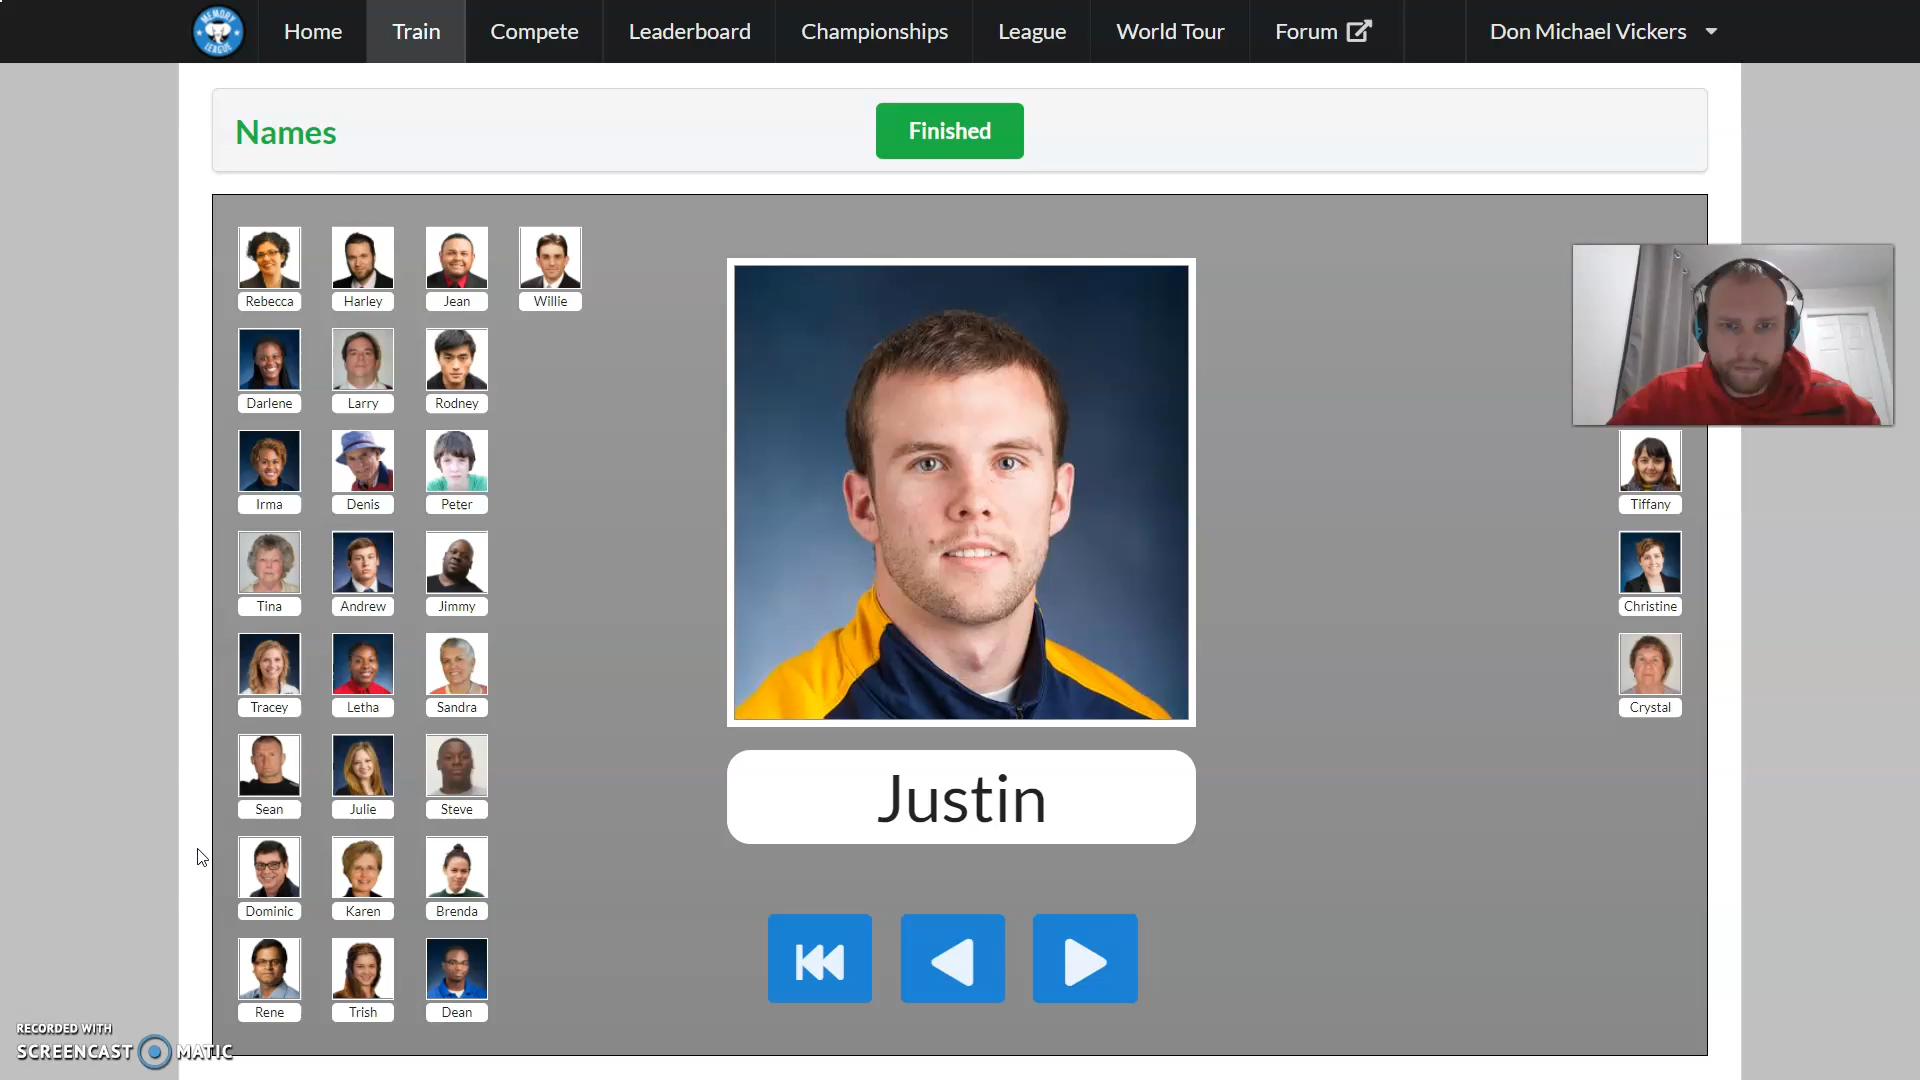 MEMORY LEAGUE
Home Train Compete Leaderboard Championships League World Tour Forum Don Michael Vickers
Names
Finished
Rebecca Harley Jean Willie
Darlene Larry Rodney
Irma Denis Peter Tiffany
Tina Andrew Jimmy Christine
Tracey Letha Sandra Crystal
Sean Julie Steve
Justin
Dominic Karen Brenda
Rene Trish Dean
RECORDED WITH
SCREENCAST MATIC